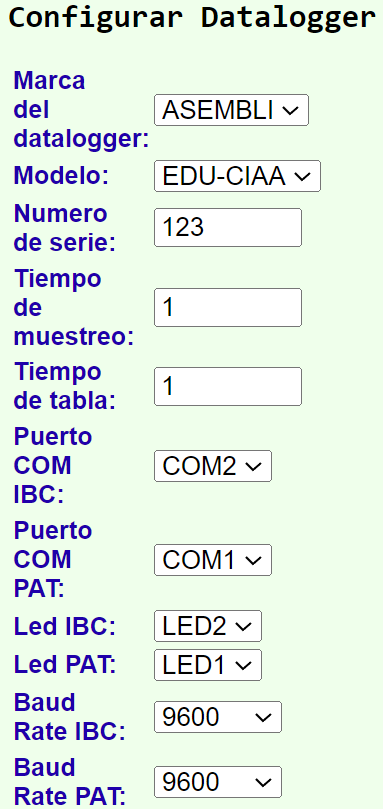 Configurar Datalogger
Marca
del
datalogger:
ASEMBLI
Modelo:
EDU-CIAA
Numero
de serie:
123
Tiempo
de
muestreo:
1
Tiempo
de tabla:
1
Puerto
COM
IBC:
COM2
Puerto
COM
PAT:
COM1
Led IBC:
LED2
Led PAT:
LED1
Baud
Rate IBC:
9600
Baud
Rate PAT:
9600